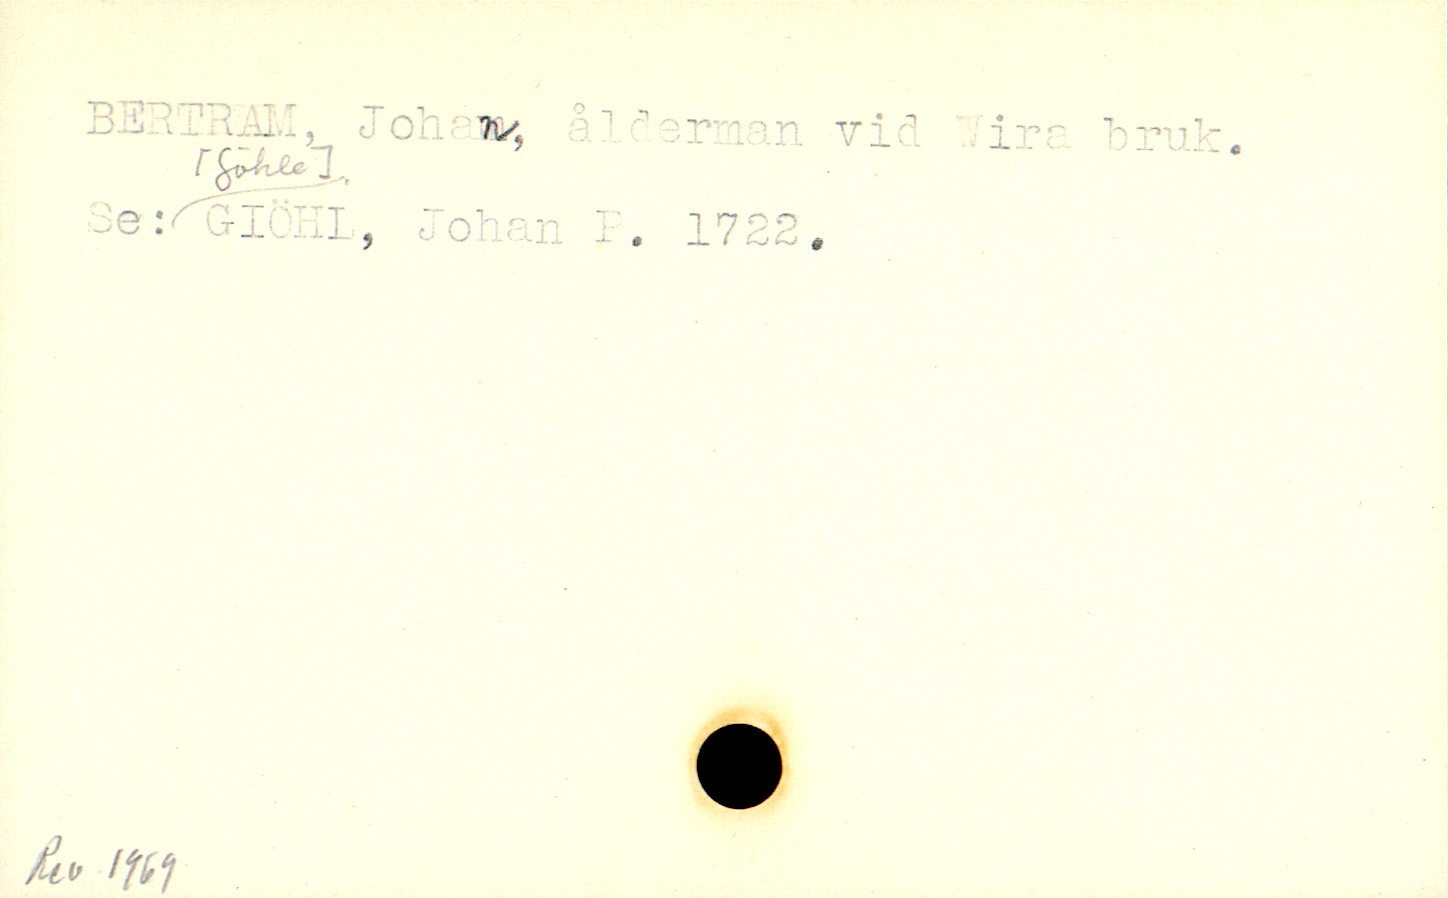 BERTRAM, Johan, ålderman vid Wira bruk.
[Göhle].
Se: GIÖHL, Johan P. 1722.
Rev 1969